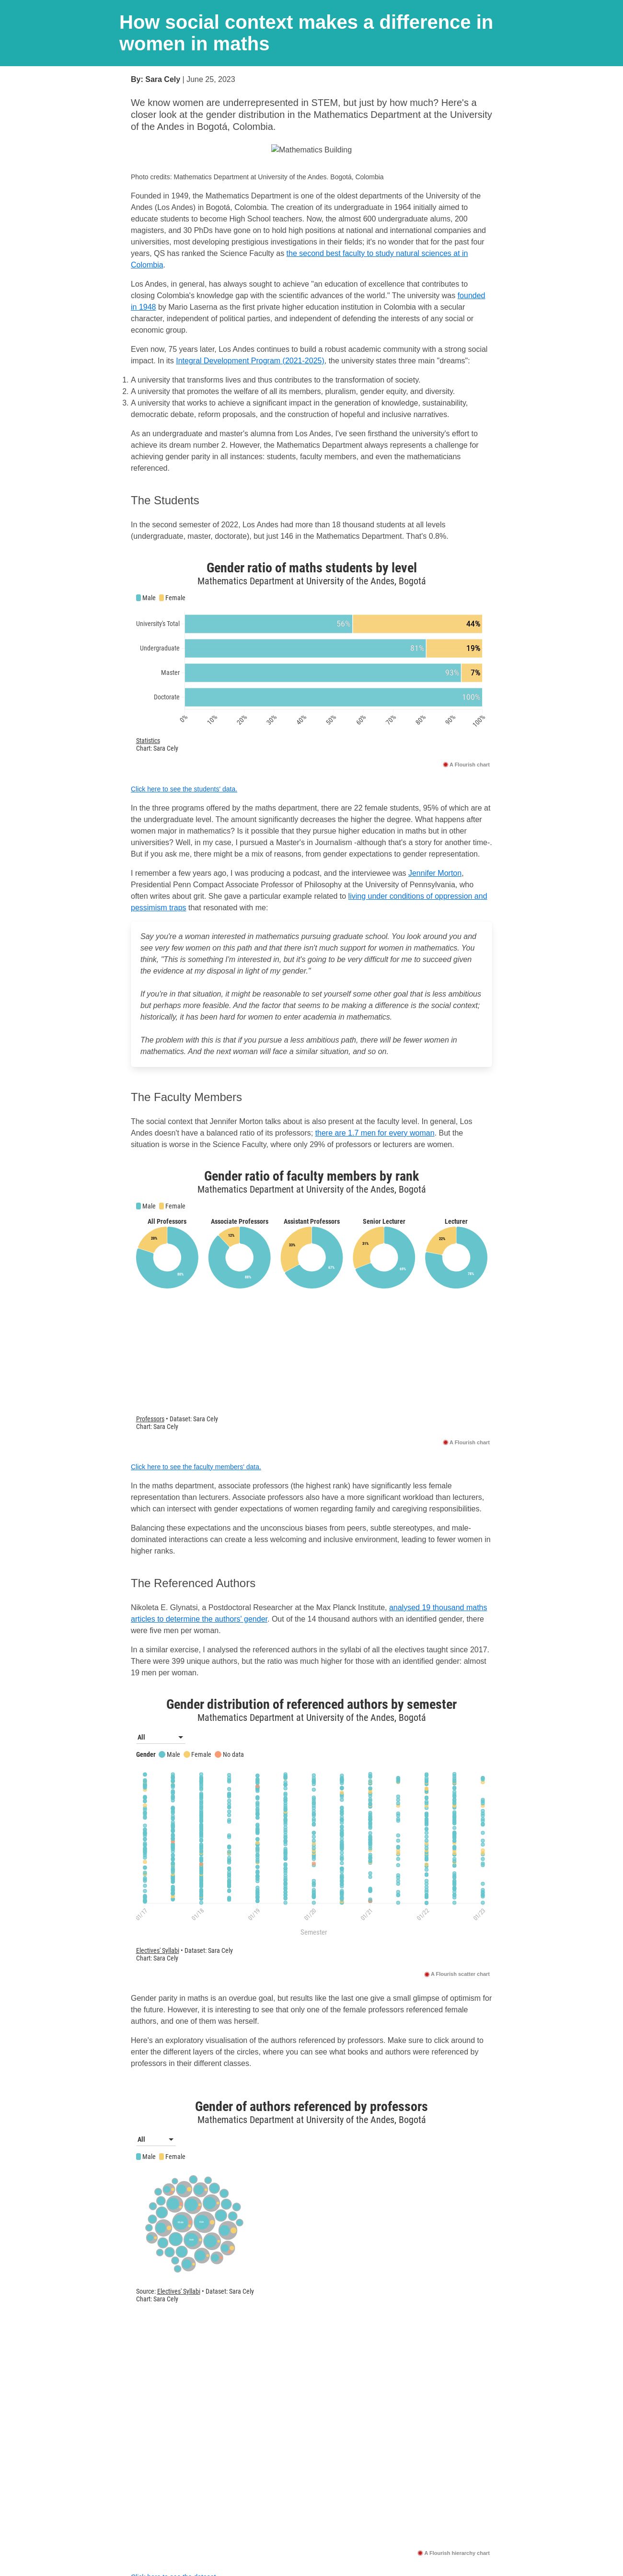 How social context makes a difference in
women in maths
By: Sara Cely | June 25, 2023
We know women are underrepresented in STEM, but just by how much? Here's a
closer look at the gender distribution in the Mathematics Department at the University
of the Andes in Bogotá, Colombia.
Mathematics Building
Photo credits: Mathematics Department at University of the Andes. Bogotá, Colombia
Founded in 1949, the Mathematics Department is one of the oldest departments of the University of the
Andes (Los Andes) in Bogotá, Colombia. The creation of its undergraduate in 1964 initially aimed to
educate students to become High School teachers. Now, the almost 600 undergraduate alums, 200
magisters, and 30 PhDs have gone on to hold high positions at national and international companies and
universities, most developing prestigious investigations in their fields; it's no wonder that for the past four
years, QS has ranked the Science Faculty as the second best faculty to study natural sciences at in
Colombia.
Los Andes, in general, has always sought to achieve "an education of excellence that contributes to
closing Colombia's knowledge gap with the scientific advances of the world." The university was founded
in 1948 by Mario Laserna as the first private higher education institution in Colombia with a secular
character, independent of political parties, and independent of defending the interests of any social or
economic group.
Even now, 75 years later, Los Andes continues to build a robust academic community with a strong social
impact. In its Integral Development Program (2021-2025), the university states three main "dreams":
1. A university that transforms lives and thus contributes to the transformation of society.
2. A university that promotes the welfare of all its members, pluralism, gender equity, and diversity.
3. A university that works to achieve a significant impact in the generation of knowledge, sustainability,
democratic debate, reform proposals, and the construction of hopeful and inclusive narratives.
As an undergraduate and master's alumna from Los Andes, I've seen firsthand the university's effort to
achieve its dream number 2. However, the Mathematics Department always represents a challenge for
achieving gender parity in all instances: students, faculty members, and even the mathematicians
referenced.
The Students
In the second semester of 2022, Los Andes had more than 18 thousand students at all levels
(undergraduate, master, doctorate), but just 146 in the Mathematics Department. That's 0.8%.
Gender ratio of maths students by level
Mathematics Department at University of the Andes, Bogotá
Male Female
University's Total 56% 44%
Undergraduate 81% 19%
Master 93% 7%
Doctorate 100%
0% 10% 20% 30% 40% 50% 60% 70% 80% 90% 100%
Statistics
Chart: Sara Cely
A Flourish chart
Click here to see the students' data.
In the three programs offered by the maths department, there are 22 female students, 95% of which are at
the undergraduate level. The amount significantly decreases the higher the degree. What happens after
women major in mathematics? Is it possible that they pursue higher education in maths but in other
universities? Well, in my case, I pursued a Master's in Journalism -although that's a story for another time-.
But if you ask me, there might be a mix of reasons, from gender expectations to gender representation.
I remember a few years ago, I was producing a podcast, and the interviewee was Jennifer Morton,
Presidential Penn Compact Associate Professor of Philosophy at the University of Pennsylvania, who
often writes about grit. She gave a particular example related to living under conditions of oppression and
pessimism traps that resonated with me:
Say you're a woman interested in mathematics pursuing graduate school. You look around you and
see very few women on this path and that there isn't much support for women in mathematics. You
think, "This is something I'm interested in, but it's going to be very difficult for me to succeed given
the evidence at my disposal in light of my gender."
If you're in that situation, it might be reasonable to set yourself some other goal that is less ambitious
but perhaps more feasible. And the factor that seems to be making a difference is the social context;
historically, it has been hard for women to enter academia in mathematics.
The problem with this is that if you pursue a less ambitious path, there will be fewer women in
mathematics. And the next woman will face a similar situation, and so on.
The Faculty Members
The social context that Jennifer Morton talks about is also present at the faculty level. In general, Los
Andes doesn't have a balanced ratio of its professors; there are 1.7 men for every woman. But the
situation is worse in the Science Faculty, where only 29% of professors or lecturers are women.
Gender ratio of faculty members by rank
Mathematics Department at University of the Andes, Bogotá
Male Female
All Professors Associate Professors Assistant Professors Senior Lecturer Lecturer
Professors • Dataset: Sara Cely
Chart: Sara Cely
A Flourish chart
Click here to see the faculty members' data.
In the maths department, associate professors (the highest rank) have significantly less female
representation than lecturers. Associate professors also have a more significant workload than lecturers,
which can intersect with gender expectations of women regarding family and caregiving responsibilities.
Balancing these expectations and the unconscious biases from peers, subtle stereotypes, and male-
dominated interactions can create a less welcoming and inclusive environment, leading to fewer women in
higher ranks.
The Referenced Authors
Nikoleta E. Glynatsi, a Postdoctoral Researcher at the Max Planck Institute, analysed 19 thousand maths
articles to determine the authors' gender. Out of the 14 thousand authors with an identified gender, there
were five men per woman.
In a similar exercise, I analysed the referenced authors in the syllabi of all the electives taught since 2017.
There were 399 unique authors, but the ratio was much higher for those with an identified gender: almost
19 men per woman.
Gender distribution of referenced authors by semester
Mathematics Department at University of the Andes, Bogotá
All
Gender Male Female No data
01/17 01/18 01/19 01/20 01/21 01/22 01/23
Semester
Electives' Syllabi • Dataset: Sara Cely
Chart: Sara Cely
A Flourish scatter chart
Gender parity in maths is an overdue goal, but results like the last one give a small glimpse of optimism for
the future. However, it is interesting to see that only one of the female professors referenced female
authors, and one of them was herself.
Here's an exploratory visualisation of the authors referenced by professors. Make sure to click around to
enter the different layers of the circles, where you can see what books and authors were referenced by
professors in their different classes.
Gender of authors referenced by professors
Mathematics Department at University of the Andes, Bogotá
All
Male Female
Source: Electives' Syllabi • Dataset: Sara Cely
Chart: Sara Cely
A Flourish hierarchy chart